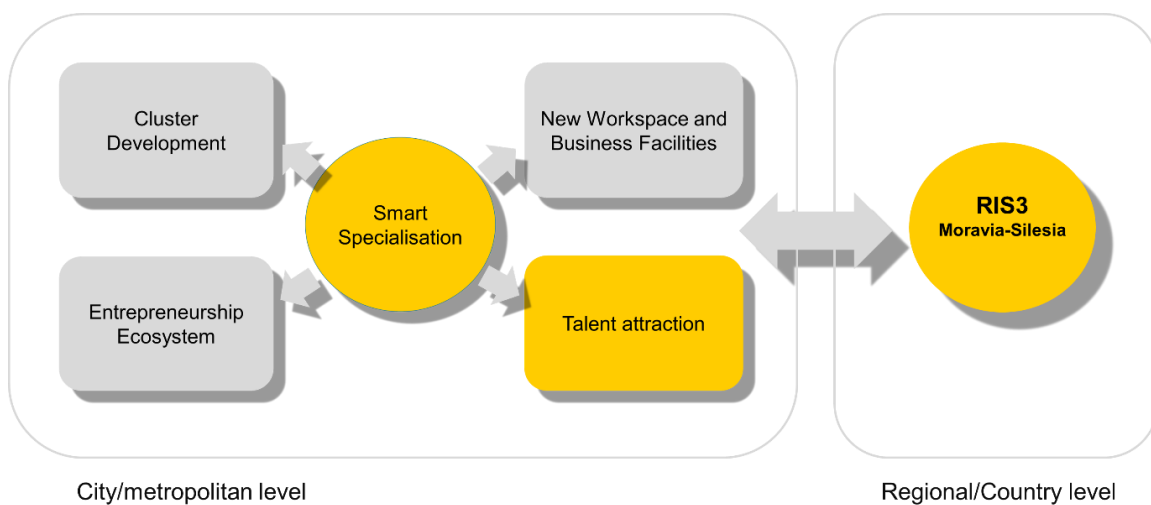 Cluster
Development
New Workspace and
Business Facilities
Smart
Specialisation
RIS3
Moravia-Silesia
Entrepreneurship
Ecosystem
Talent attraction
City/metropolitan level
Regional/Country level